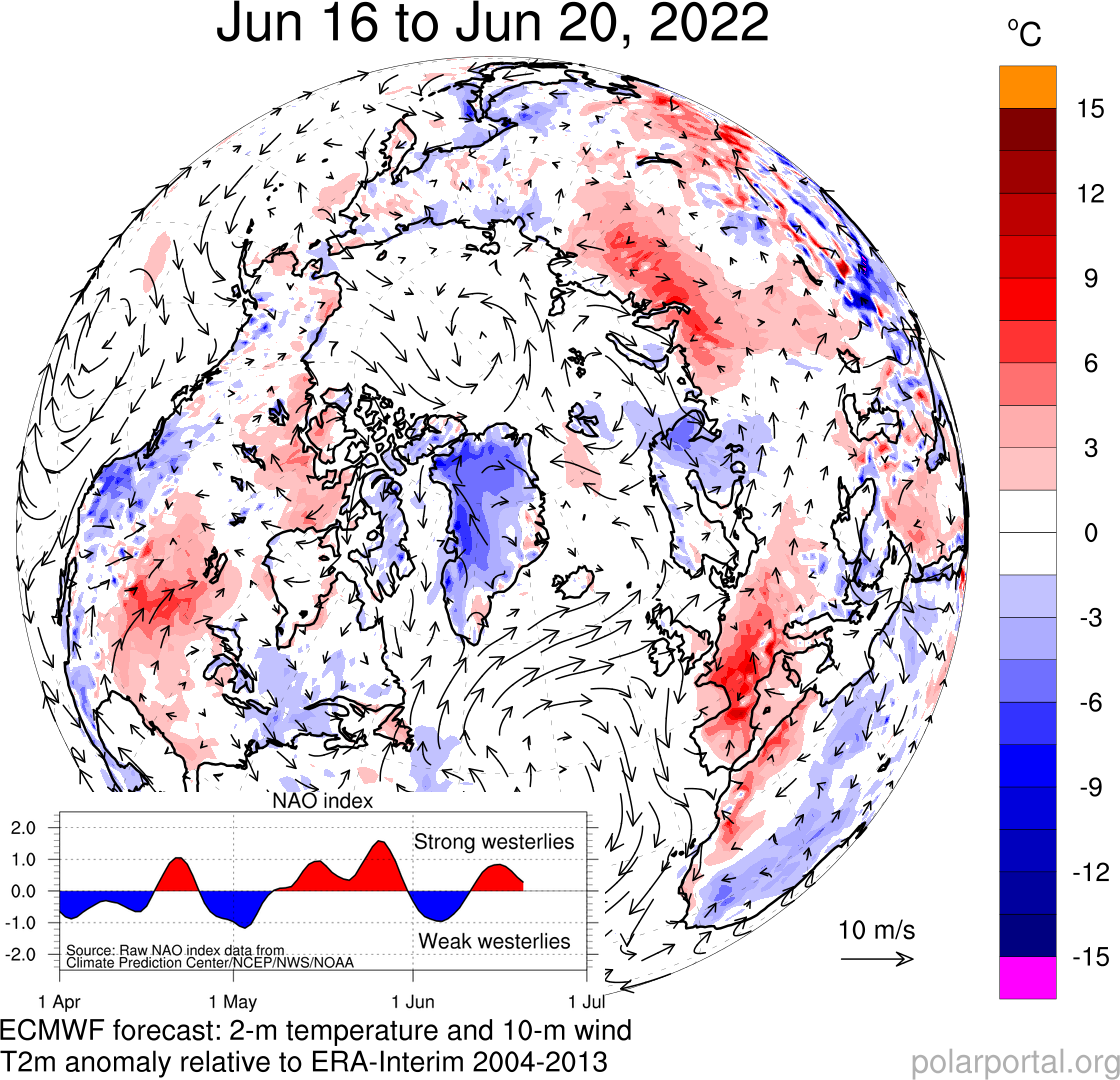 Jun 16 to Jun 20, 2022
°C
15
12
9
6
3
0
-3
-6
-9
-12
-15
10 m/s
NAO index
2.0
1.0
0.0
-1.0
-2.0
Strong westerlies
Weak westerlies
Source: Raw NAO index data from
Climate Prediction Center/NCEP/NWS/NOAA
1 Apr
1 May
1 Jun
1 Jul
ECMWF forecast: 2-m temperature and 10-m wind
T2m anomaly relative to ERA-Interim 2004-2013
polarportal.org